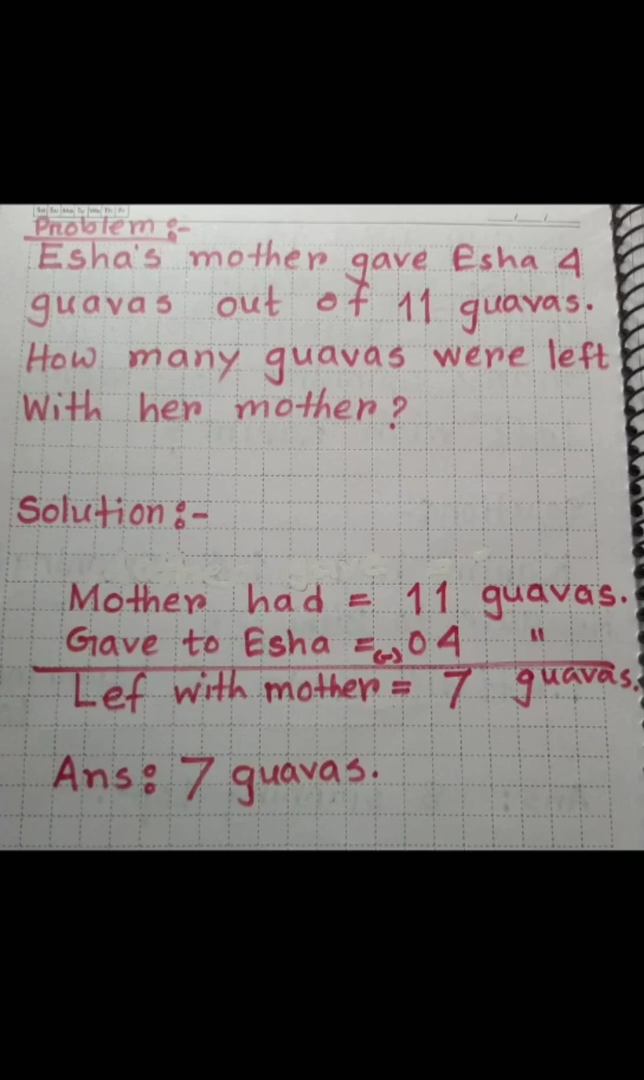 Problem :-
Esha's mother gave Esha 4
guavas out of 11 guavas.
How many guavas were left
With her mother?
Solution :-
Mother had = 11 guavas.
Gave to Esha = (-) 04 "
Lef with mother = 7 guavas.
Ans: 7 guavas.